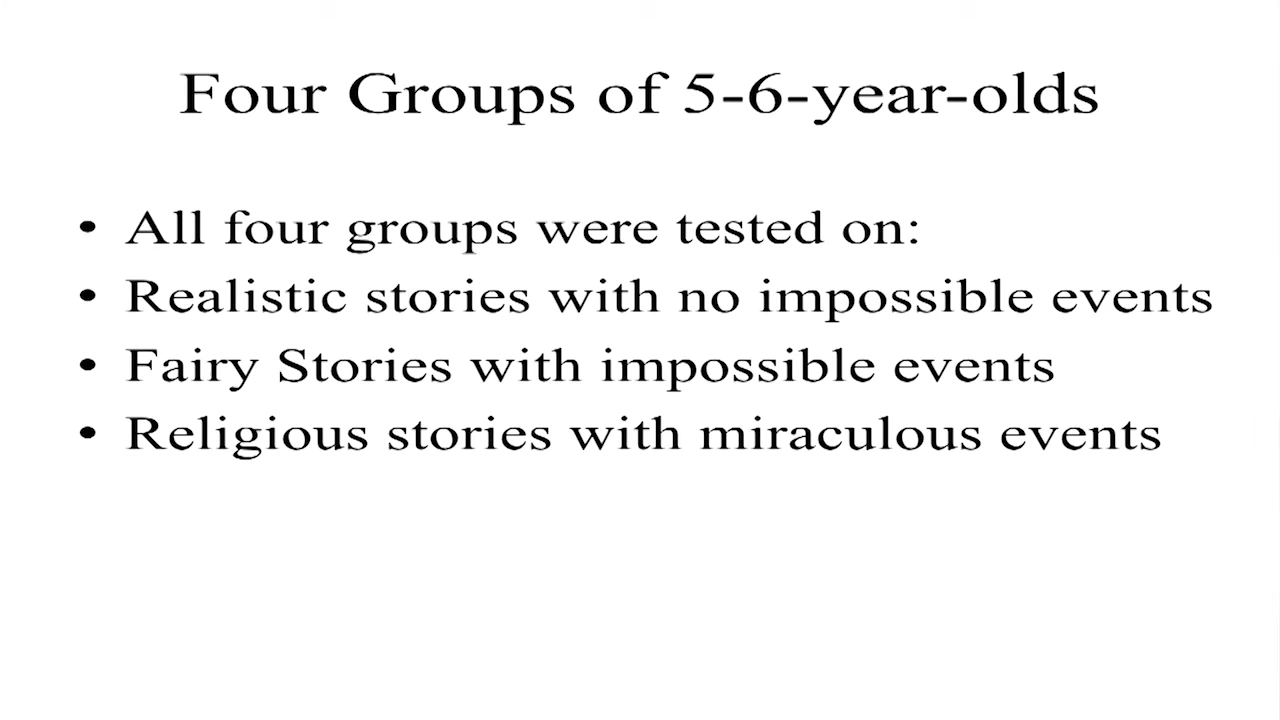 Four Groups of 5-6-year-olds
• All four groups were tested on:
• Realistic stories with no impossible events
• Fairy Stories with impossible events
• Religious stories with miraculous events